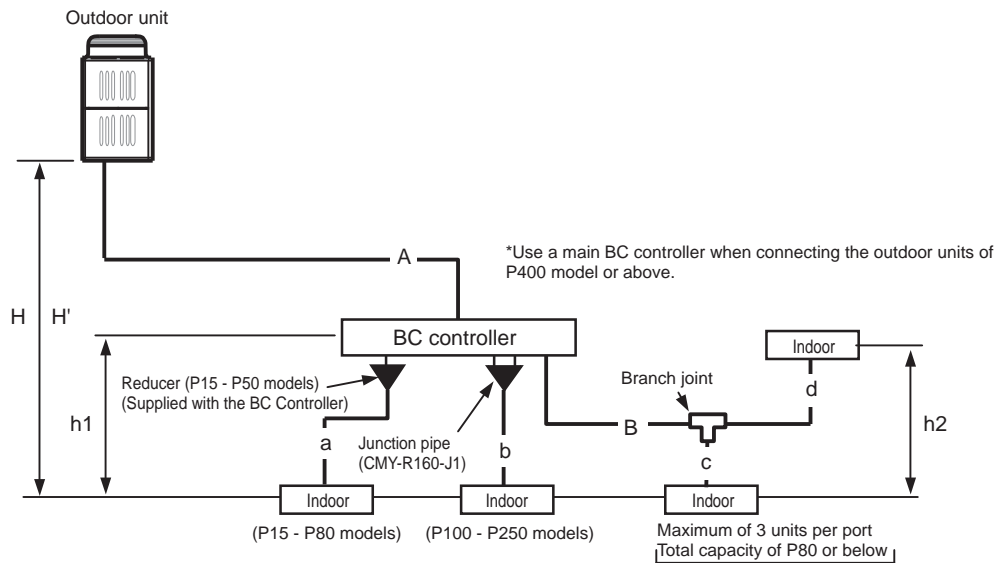 Outdoor unit
A
*Use a main BC controller when connecting the outdoor units of
P400 model or above.
H
H'
BC controller
Indoor
Reducer (P15 - P50 models)
(Supplied with the BC Controller)
Branch joint
d
h1
a
Junction pipe
(CMY-R160-J1)
b
B
c
h2
Indoor
Indoor
Indoor
(P15 - P80 models)
(P100 - P250 models)
Maximum of 3 units per port
Total capacity of P80 or below